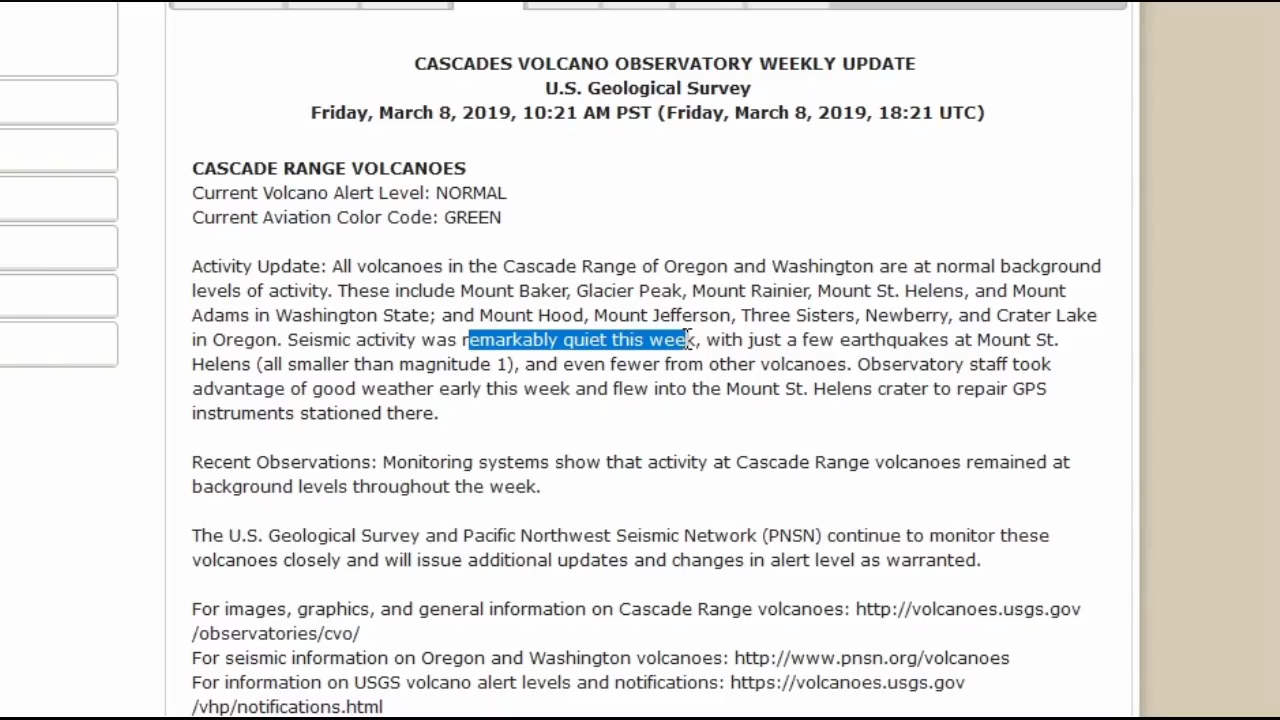 CASCADES VOLCANO OBSERVATORY WEEKLY UPDATE
U.S. Geological Survey
Friday, March 8, 2019, 10:21 AM PST (Friday, March 8, 2019, 18:21 UTC)
CASCADE RANGE VOLCANOES
Current Volcano Alert Level: NORMAL
Current Aviation Color Code: GREEN
Activity Update: All volcanoes in the Cascade Range of Oregon and Washington are at normal background
levels of activity. These include Mount Baker, Glacier Peak, Mount Rainier, Mount St. Helens, and Mount
Adams in Washington State; and Mount Hood, Mount Jefferson, Three Sisters, Newberry, and Crater Lake
in Oregon. Seismic activity was remarkably quiet this week, with just a few earthquakes at Mount St.
Helens (all smaller than magnitude 1), and even fewer from other volcanoes. Observatory staff took
advantage of good weather early this week and flew into the Mount St. Helens crater to repair GPS
instruments stationed there.
Recent Observations: Monitoring systems show that activity at Cascade Range volcanoes remained at
background levels throughout the week.
The U.S. Geological Survey and Pacific Northwest Seismic Network (PNSN) continue to monitor these
volcanoes closely and will issue additional updates and changes in alert level as warranted.
For images, graphics, and general information on Cascade Range volcanoes: http://volcanoes.usgs.gov
/observatories/cvo/
For seismic information on Oregon and Washington volcanoes: http://www.pnsn.org/volcanoes
For information on USGS volcano alert levels and notifications: https://volcanoes.usgs.gov
/vhp/notifications.html